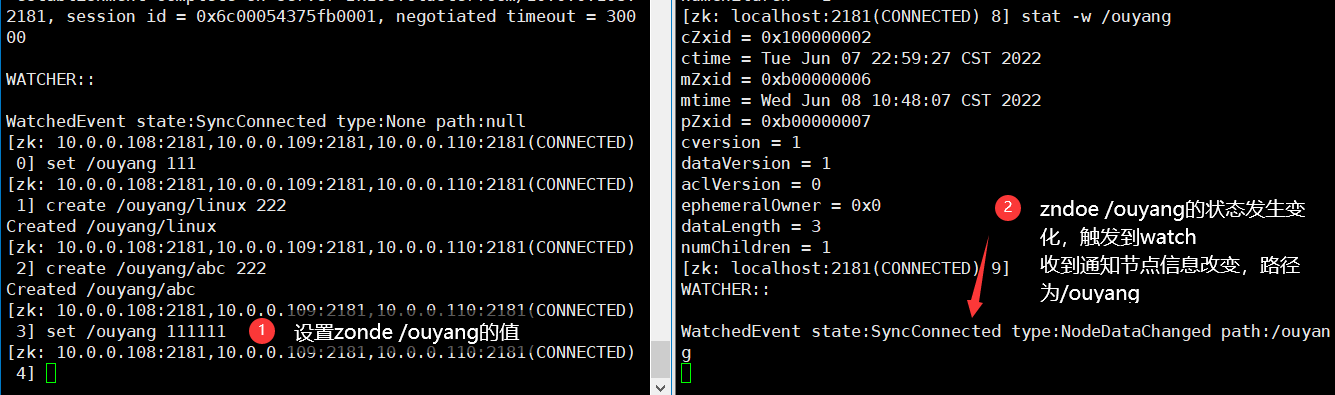 2181, session id = 0x6c00054375fb0001, negotiated timeout = 300
00
WATCHER::
WatchedEvent state:SyncConnected type:None path:null
[zk: 10.0.0.108:2181,10.0.0.109:2181,10.0.0.110:2181(CONNECTED)
0] set /ouyang 111
[zk: 10.0.0.108:2181,10.0.0.109:2181,10.0.0.110:2181(CONNECTED)
1] create /ouyang/linux 222
Created /ouyang/linux
[zk: 10.0.0.108:2181,10.0.0.109:2181,10.0.0.110:2181(CONNECTED)
2] create /ouyang/abc 222
Created /ouyang/abc
[zk: 10.0.0.108:2181,10.0.0.109:2181,10.0.0.110:2181(CONNECTED)
3] set /ouyang 111111
1 设置zonde /ouyang的值
[zk: 10.0.0.108:2181,10.0.0.109:2181,10.0.0.110:2181(CONNECTED)
4]
[zk: localhost:2181(CONNECTED) 8] stat -w /ouyang
cZxid = 0x100000002
ctime = Tue Jun 07 22:59:27 CST 2022
mZxid = 0xb00000006
mtime = Wed Jun 08 10:48:07 CST 2022
pZxid = 0xb00000007
cversion = 1
dataVersion = 1
aclVersion = 0
ephemeralOwner = 0x0
dataLength = 3
numChildren = 1
[zk: localhost:2181(CONNECTED) 9]
WATCHER::
WatchedEvent state:SyncConnected type:NodeDataChanged path:/ouyan
g
2 zndoe /ouyang的状态发生变
化，触发到watch
收到通知节点信息改变，路径
为/ouyang